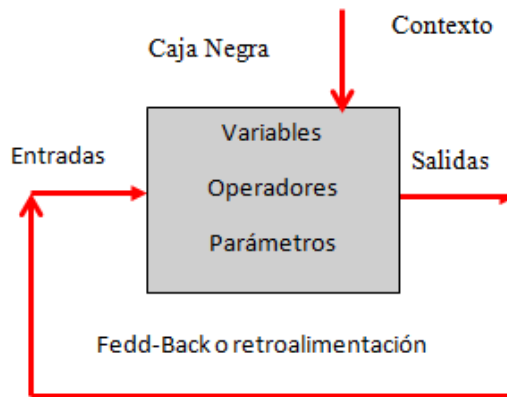 Contexto
Caja Negra
Variables
Entradas
Salidas
Operadores
Parámetros
Fedd-Back o retroalimentación